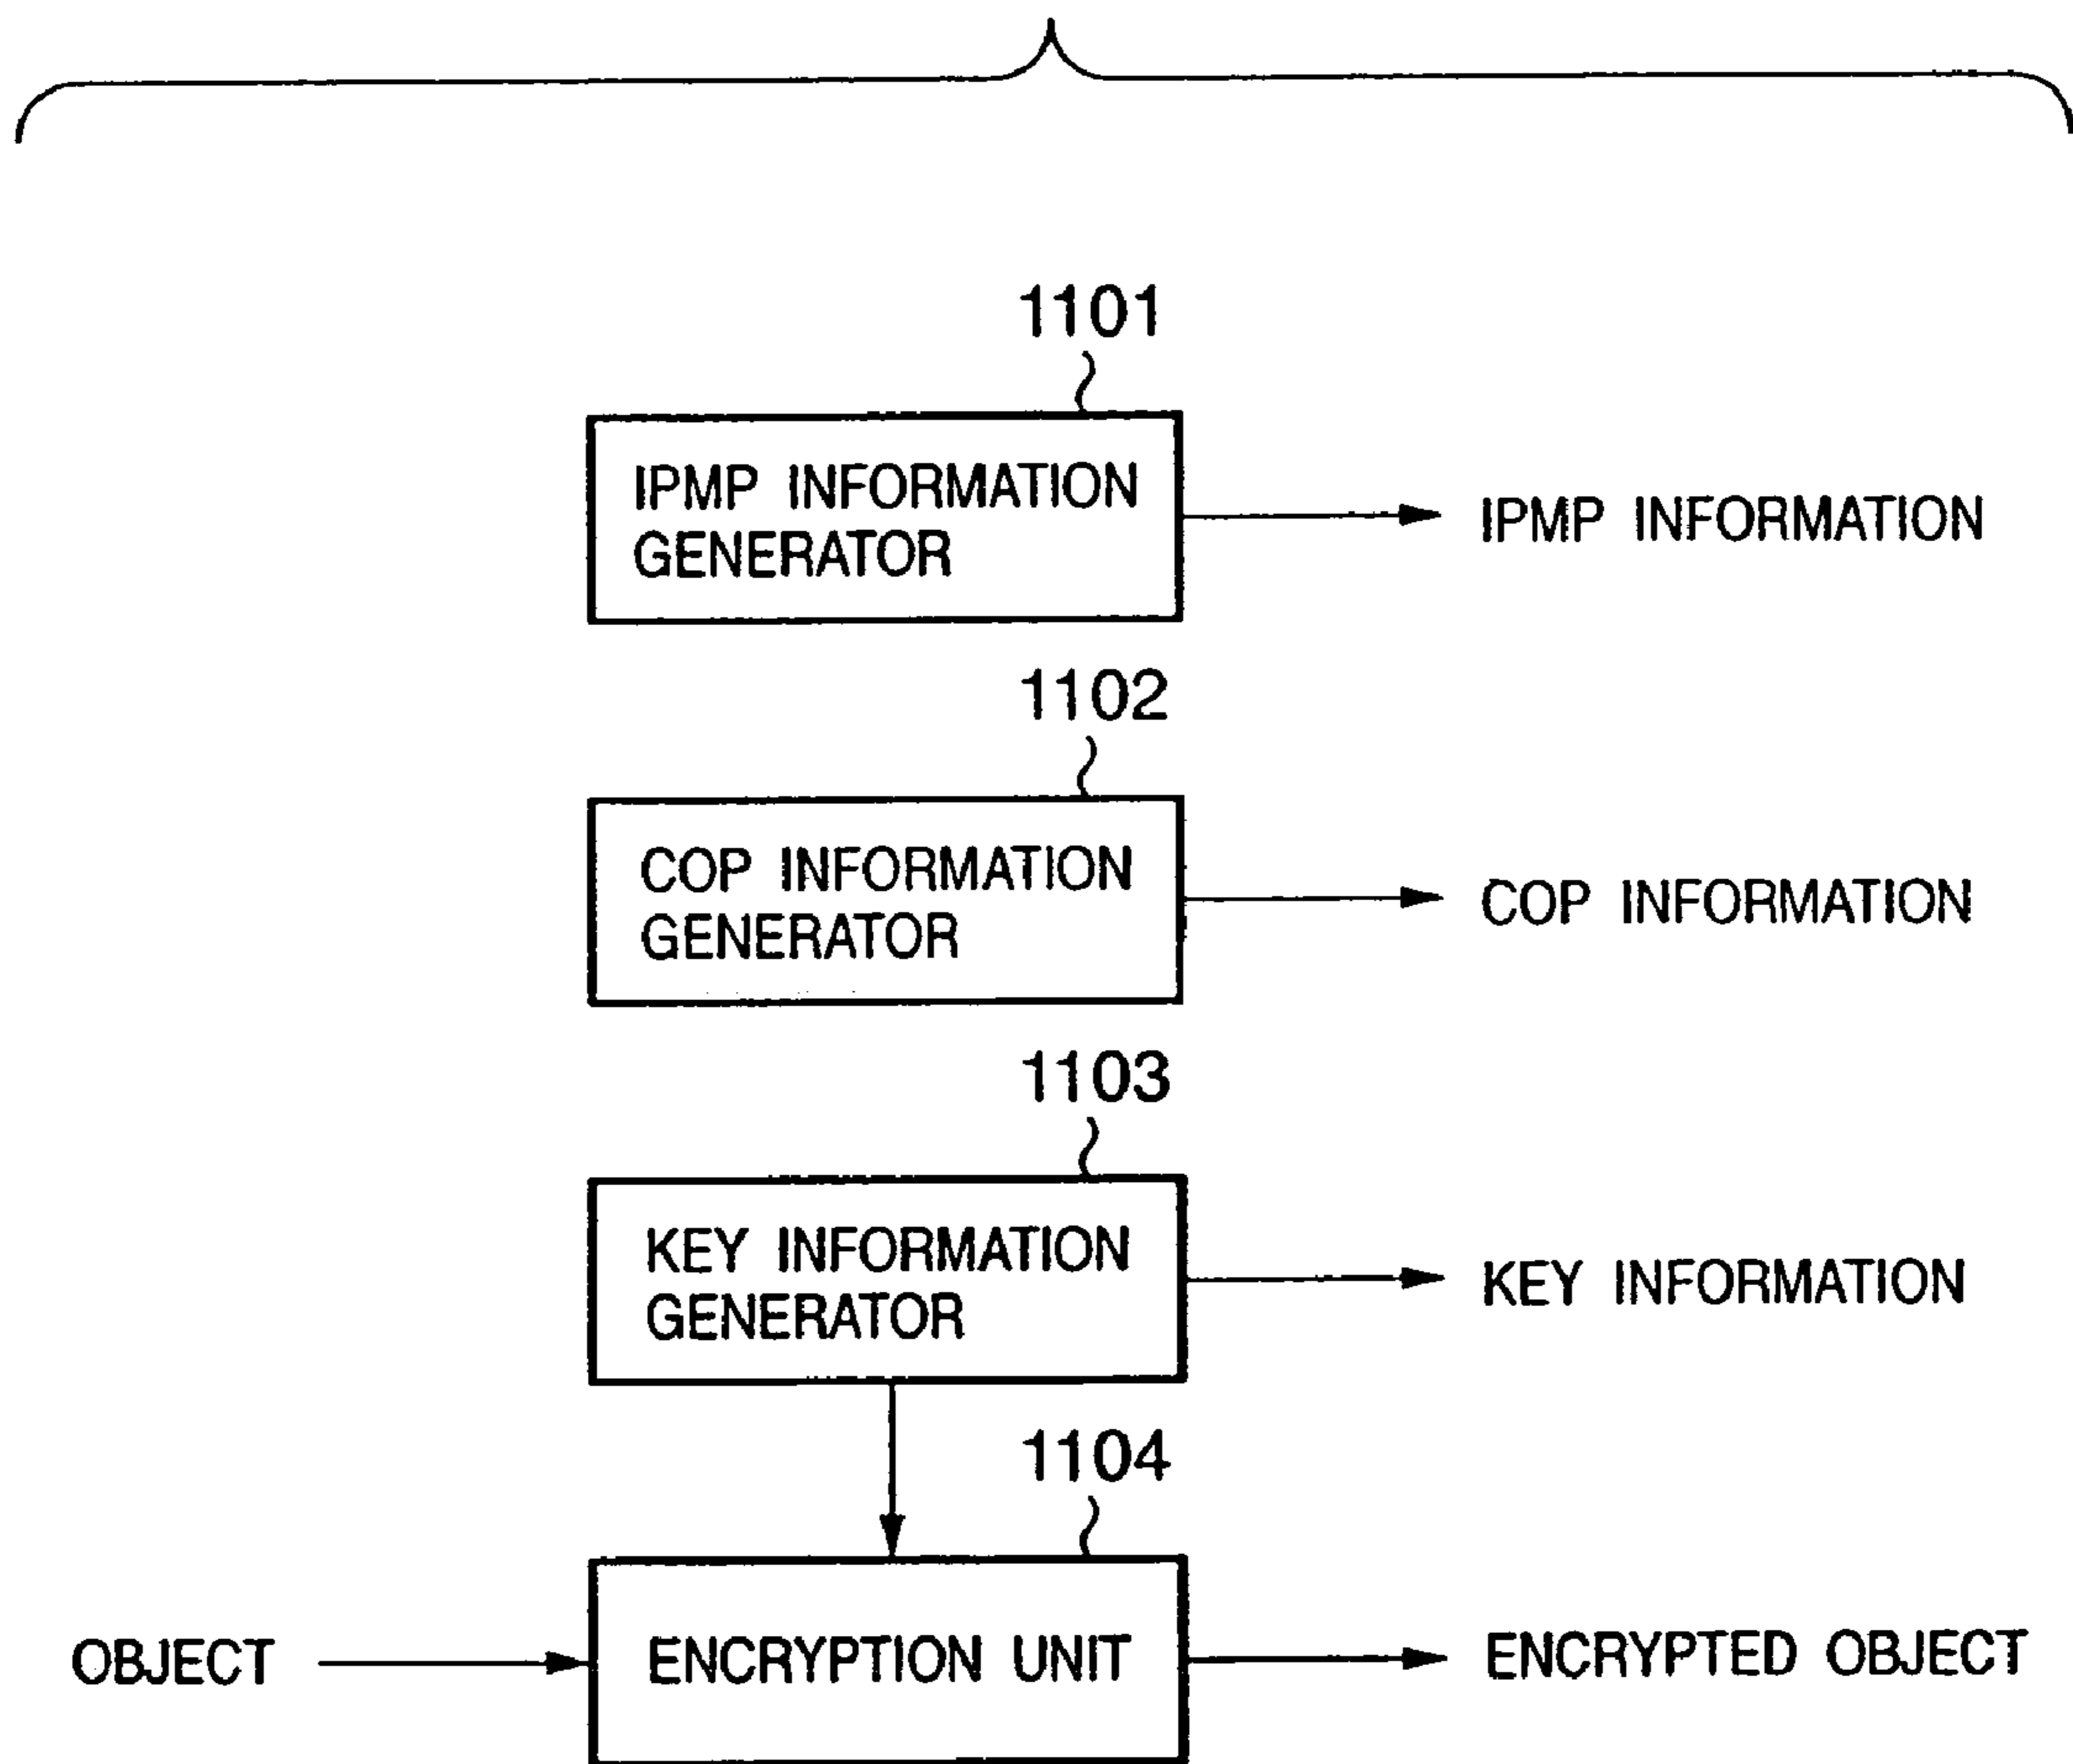 1101
IPMP INFORMATION
GENERATOR
IPMP INFORMATION
1102
COP INFORMATION
GENERATOR
COP INFORMATION
1103
KEY INFORMATION
GENERATOR
KEY INFORMATION
1104
OBJECT
ENCRYPTION UNIT
ENCRYPTED OBJECT